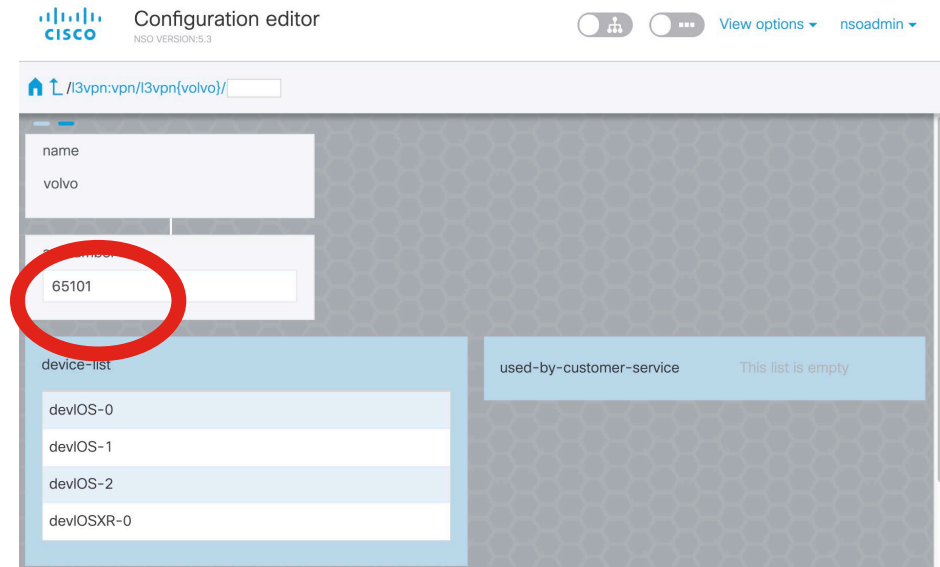 CISCO
Configuration editor
NSO VERSION:5.3
View options
nsoadmin
/l3vpn:vpn/l3vpn{volvo}/
name
volvo
65101
device-list
devIOS-0
devIOS-1
devIOS-2
devIOSXR-0
used-by-customer-service This list is empty